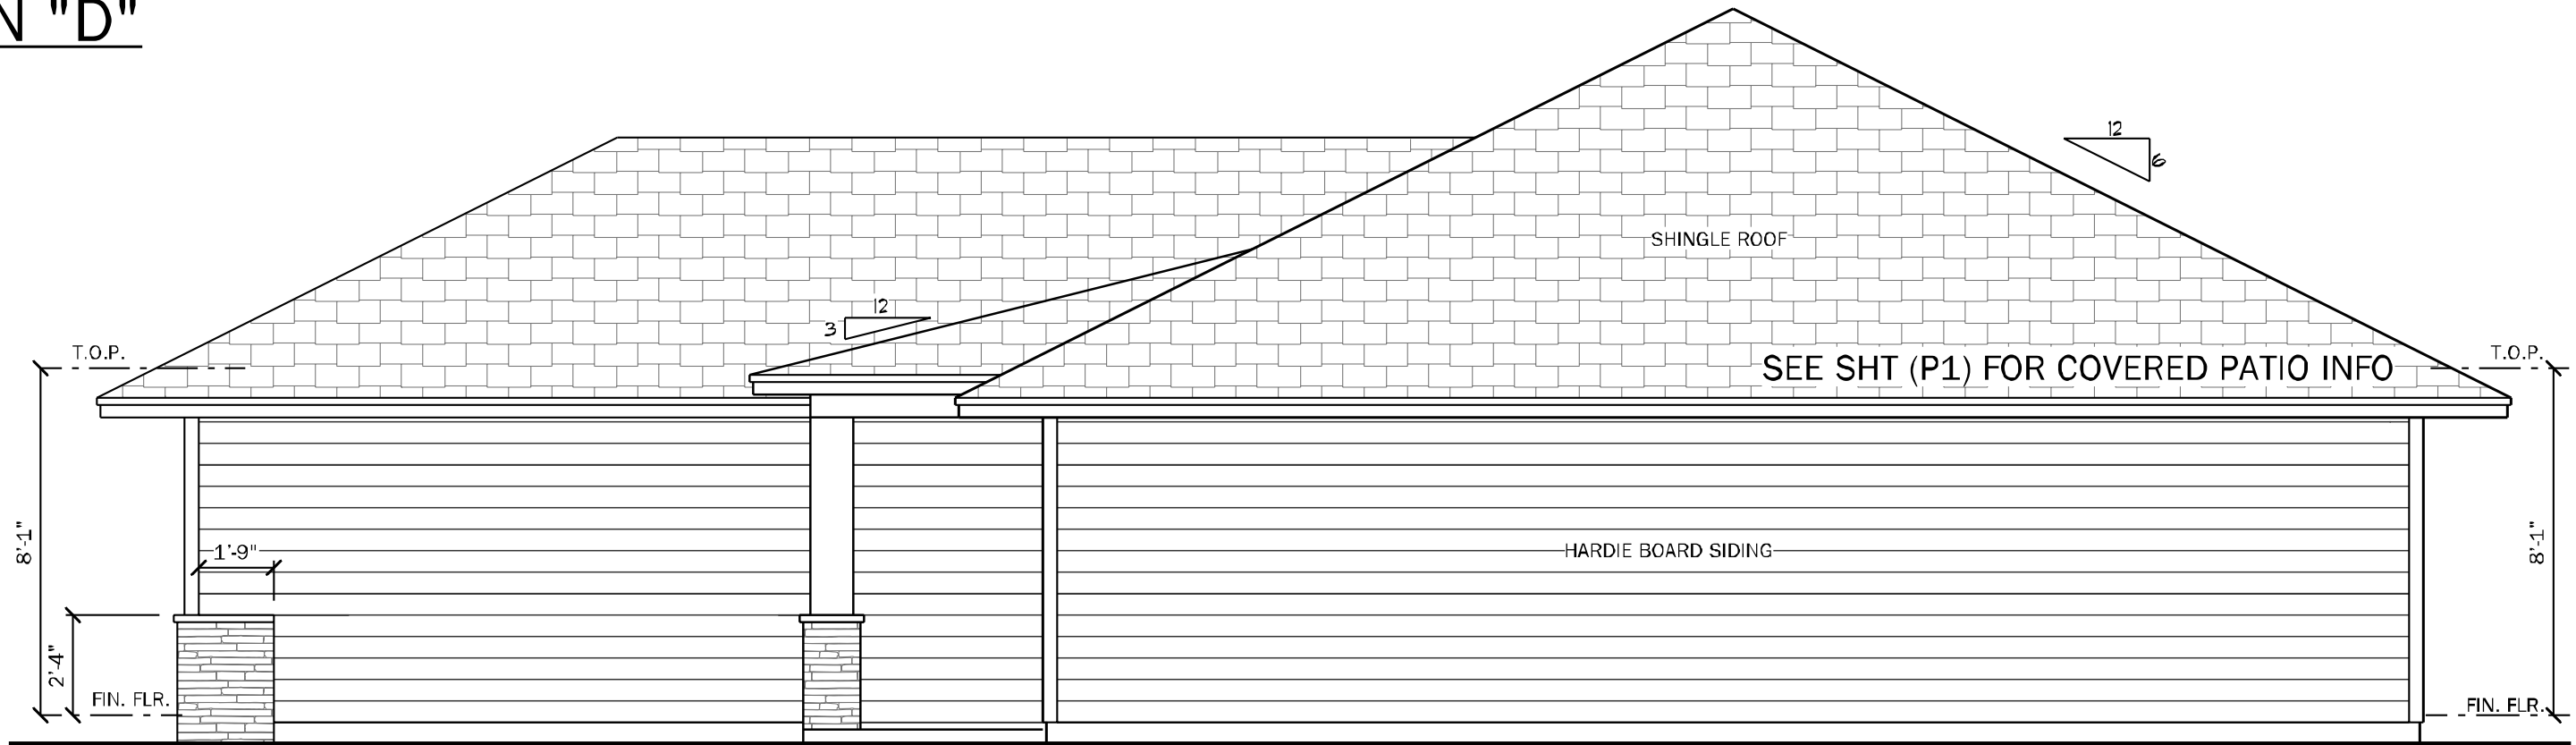 N "D"
12
6
SHINGLE ROOF
12
3
T.O.P.
SEE SHT (P1) FOR COVERED PATIO INFO
T.O.P.
8'-1"
1'-9"
HARDIE BOARD SIDING
8'-1"
2'-4"
FIN. FLR.
FIN. FLR.